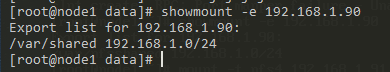 [root@node1 data]# showmount -e 192.168.1.90
Export list for 192.168.1.90:
/var/shared 192.168.1.0/24
[root@node1 data]#